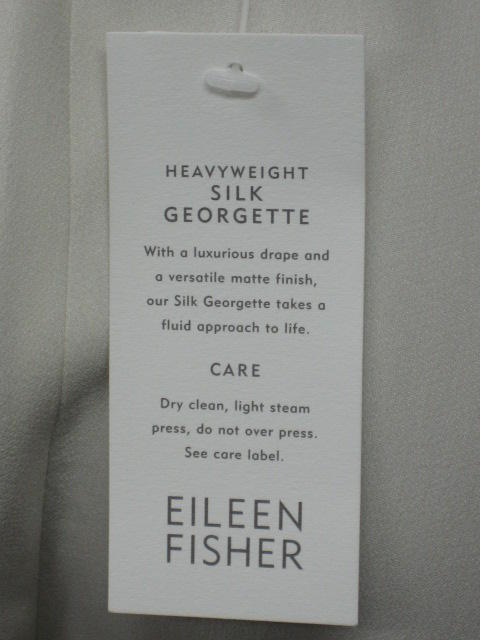 HEAVYWEIGHT
SILK
GEORGETTE
With a luxurious drape and
a versatile matte finish,
our Silk Georgette takes a
fluid approach to life.
CARE
Dry clean, light steam
press, do not over press.
See care label.
EILEEN
FISHER